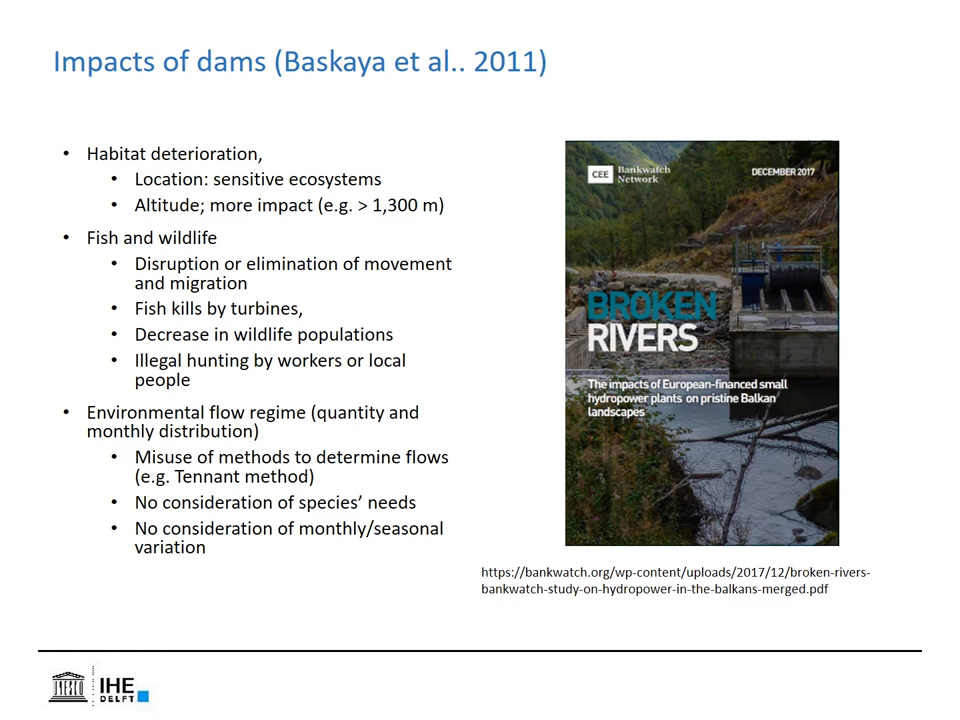 Impacts of dams (Baskaya et al.. 2011)
• Habitat deterioration,
• Location: sensitive ecosystems
• Altitude; more impact (e.g. > 1,300 m)
• Fish and wildlife
• Disruption or elimination of movement
and migration
• Fish kills by turbines,
• Decrease in wildlife populations
• Illegal hunting by workers or local
people
• Environmental flow regime (quantity and
monthly distribution)
• Misuse of methods to determine flows
(e.g. Tennant method)
• No consideration of species’ needs
• No consideration of monthly/seasonal
variation
CEE Bankwatch
Network
DECEMBER 2017
BROKEN
RIVERS
The impacts of European-financed small
hydropower plants on pristine Balkan
landscapes
https://bankwatch.org/wp-content/uploads/2017/12/broken-rivers-
bankwatch-study-on-hydropower-in-the-balkans-merged.pdf
UNESCO
IHE
DELFT